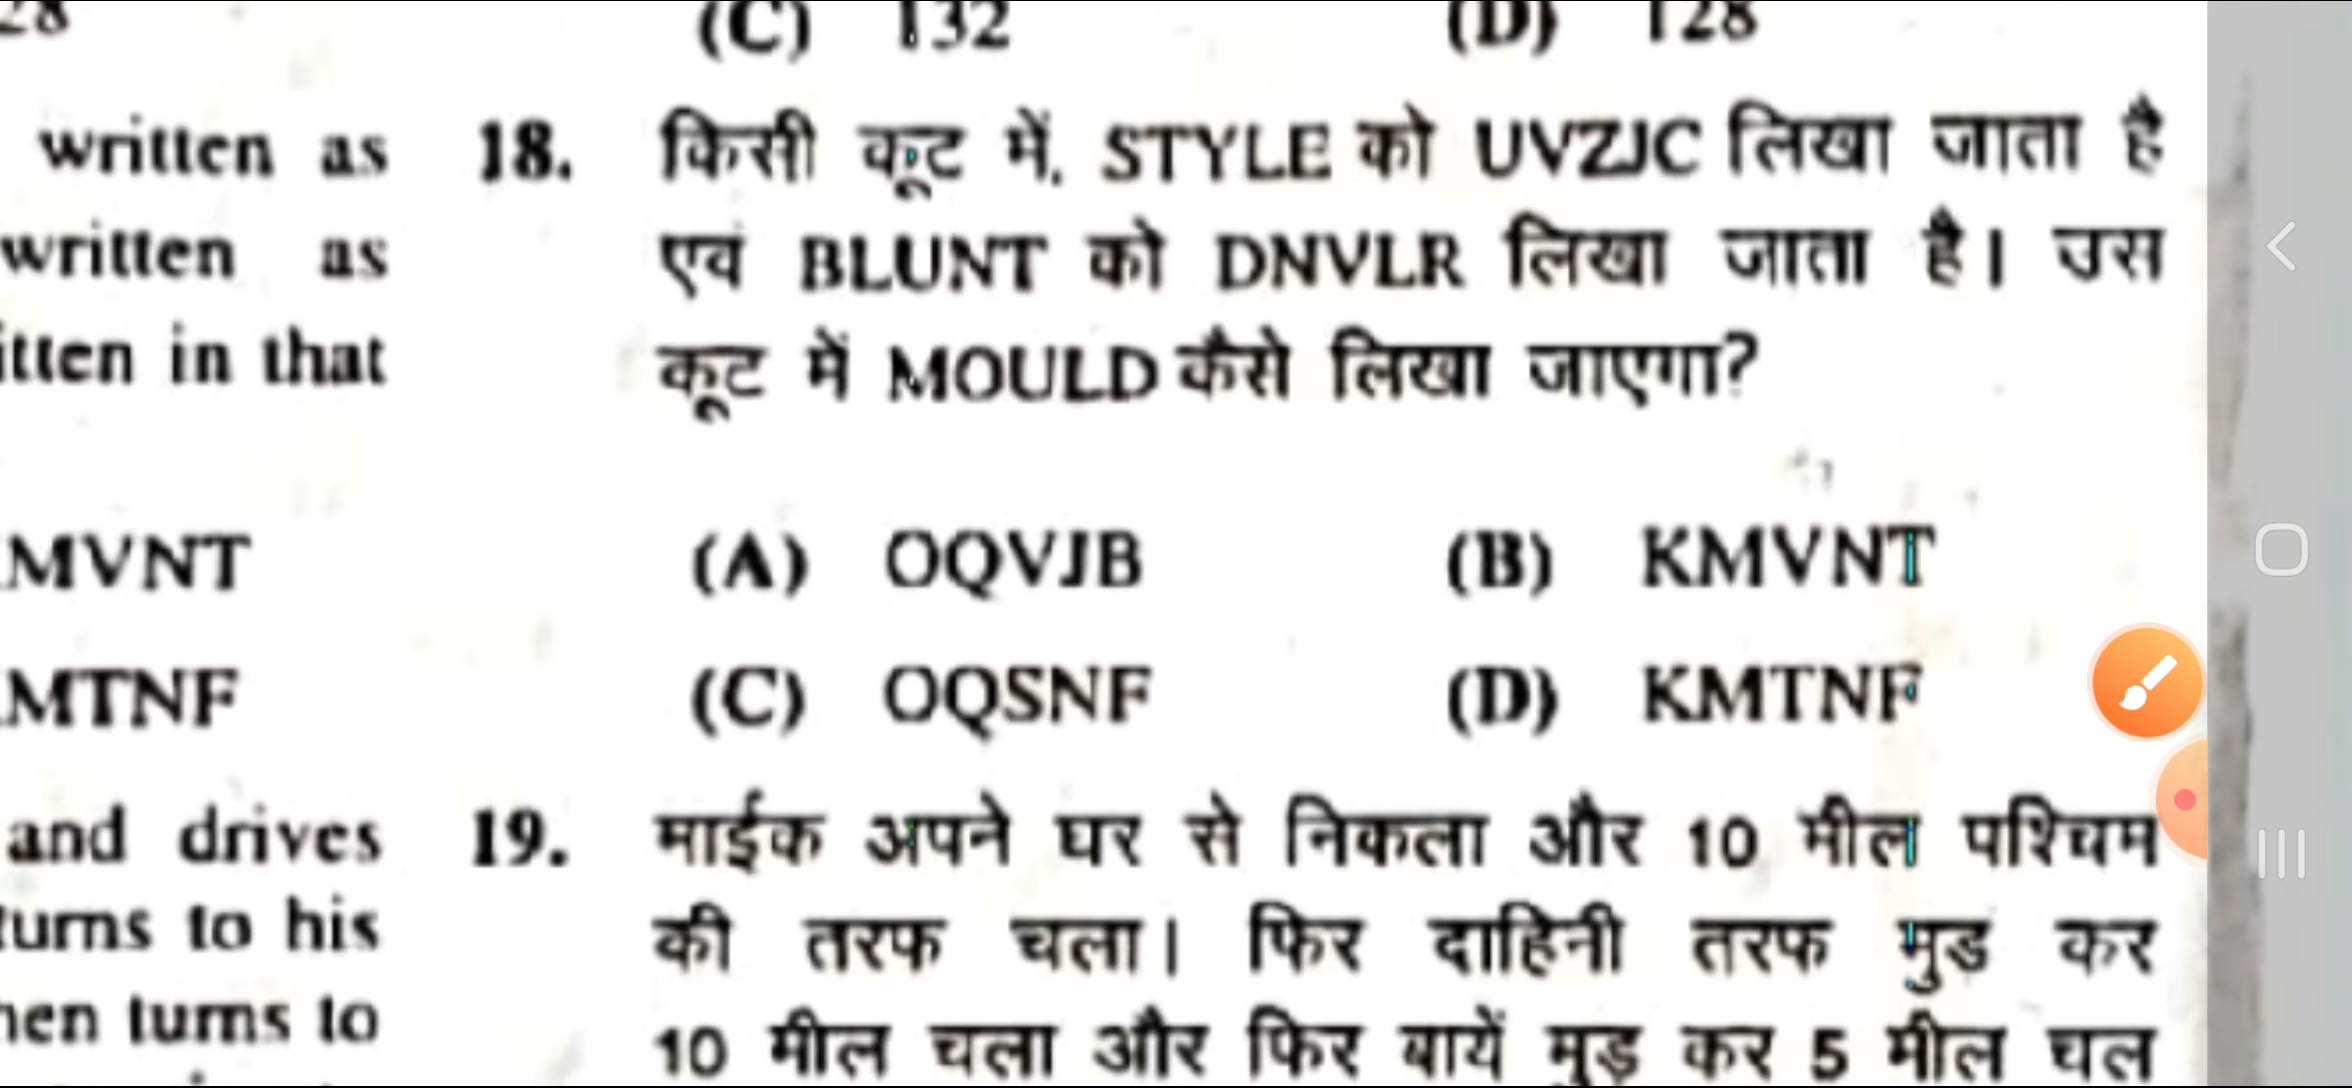 28
written as
written as
itten in that
MVNT
MTNF
and drives
turns to his
hen turns to
(C) 132 (D) 128
18. किसी कूट में, STYLE को UVZJC लिखा जाता है
एवं BLUNT को DNVLR लिखा जाता है। उस
कूट में MOULD कैसे लिखा जाएगा?
(A) OQVJB (B) KMVNT
(C) OQSNF (D) KMTNF
19. माईक अपने घर से निकला और 10 मील पश्चिम
की तरफ चला। फिर दाहिनी तरफ मुड कर
10 मील चला और फिर बायें मुड़ कर 5 मील चल